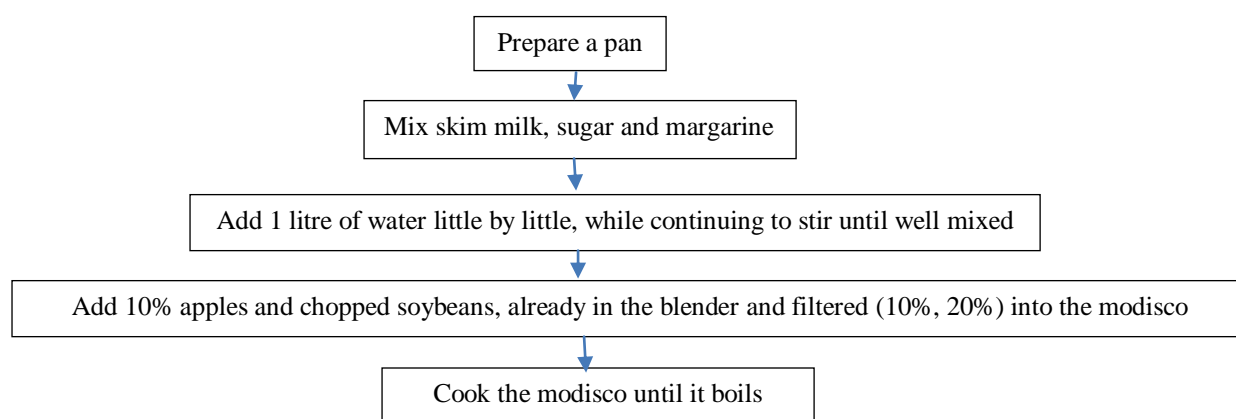 Prepare a pan
Mix skim milk, sugar and margarine
Add 1 litre of water little by little, while continuing to stir until well mixed
Add 10% apples and chopped soybeans, already in the blender and filtered (10%, 20%) into the modisco
Cook the modisco until it boils